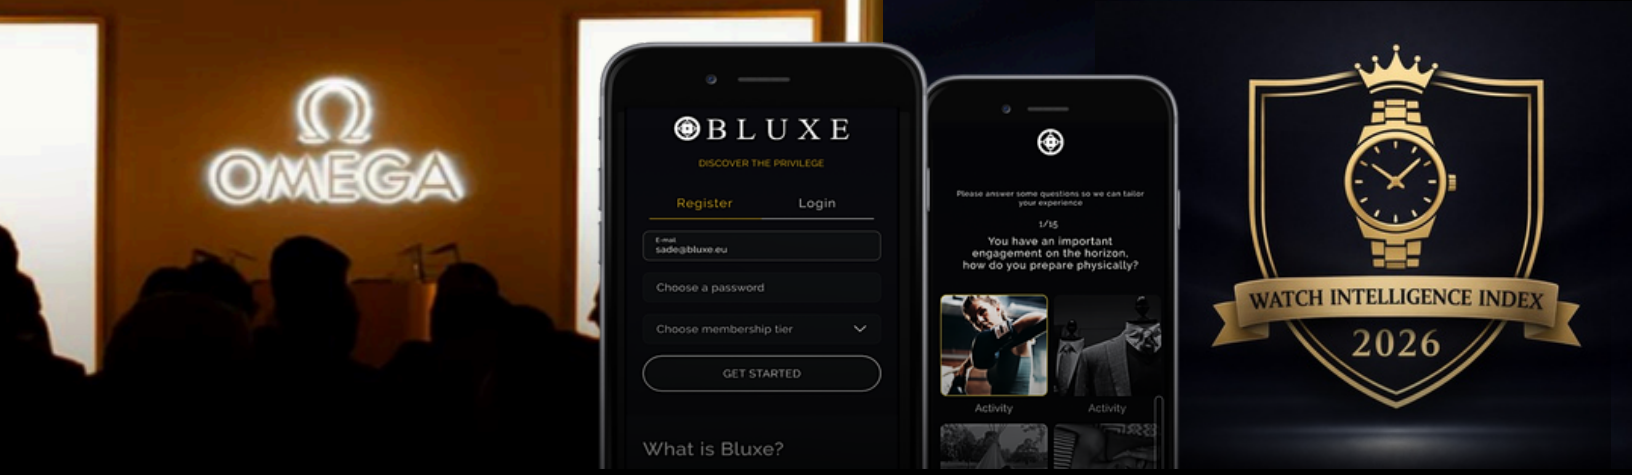 Ω
OMEGA
BLUXE
DISCOVER THE PRIVILEGE
Register Login
E-mail
sade@bluxe.eu
Choose a password
Choose membership tier
GET STARTED
What is Bluxe?
Please answer some questions so we can tailor
your experience
1/15
You have an important
engagement on the horizon,
how do you prepare physically?
Activity Activity
WATCH INTELLIGENCE INDEX
2026